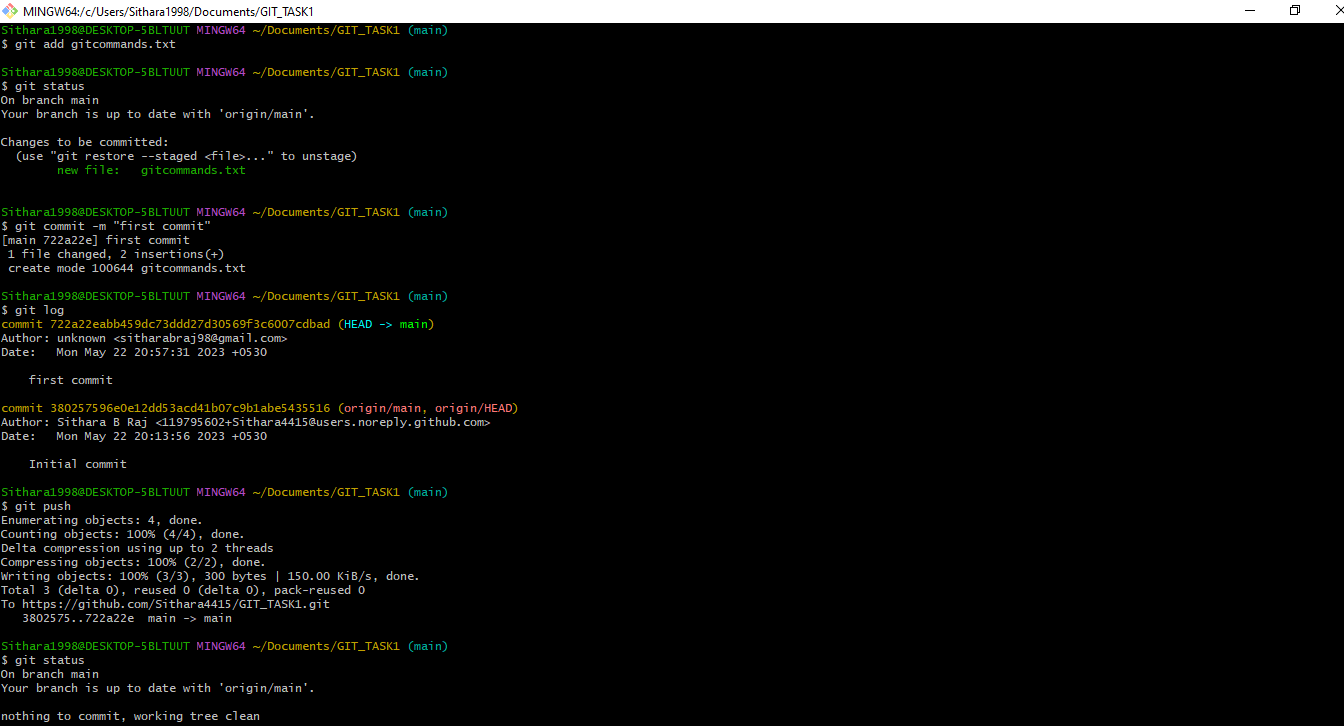 MINGW64:/c/Users/Sithara1998/Documents/GIT_TASK1
Sithara1998@DESKTOP-5BLTUUT MINGW64 ~/Documents/GIT_TASK1 (main)
$ git add gitcommands.txt
Sithara1998@DESKTOP-5BLTUUT MINGW64 ~/Documents/GIT_TASK1 (main)
$ git status
On branch main
Your branch is up to date with 'origin/main'.
Changes to be committed:
  (use "git restore --staged <file>..." to unstage)
        new file:   gitcommands.txt
Sithara1998@DESKTOP-5BLTUUT MINGW64 ~/Documents/GIT_TASK1 (main)
$ git commit -m "first commit"
[main 722a22e] first commit
 1 file changed, 2 insertions(+)
 create mode 100644 gitcommands.txt
Sithara1998@DESKTOP-5BLTUUT MINGW64 ~/Documents/GIT_TASK1 (main)
$ git log
commit 722a22eabb459dc73ddd27d30569f3c6007cdbad (HEAD -> main)
Author: unknown <sitharabraj98@gmail.com>
Date:   Mon May 22 20:57:31 2023 +0530
    first commit
commit 380257596e0e12dd53acd41b07c9b1abe5435516 (origin/main, origin/HEAD)
Author: Sithara B Raj <119795602+Sithara4415@users.noreply.github.com>
Date:   Mon May 22 20:13:56 2023 +0530
    Initial commit
Sithara1998@DESKTOP-5BLTUUT MINGW64 ~/Documents/GIT_TASK1 (main)
$ git push
Enumerating objects: 4, done.
Counting objects: 100% (4/4), done.
Delta compression using up to 2 threads
Compressing objects: 100% (2/2), done.
Writing objects: 100% (3/3), 300 bytes | 150.00 KiB/s, done.
Total 3 (delta 0), reused 0 (delta 0), pack-reused 0
To https://github.com/Sithara4415/GIT_TASK1.git
   3802575..722a22e  main -> main
Sithara1998@DESKTOP-5BLTUUT MINGW64 ~/Documents/GIT_TASK1 (main)
$ git status
On branch main
Your branch is up to date with 'origin/main'.
nothing to commit, working tree clean